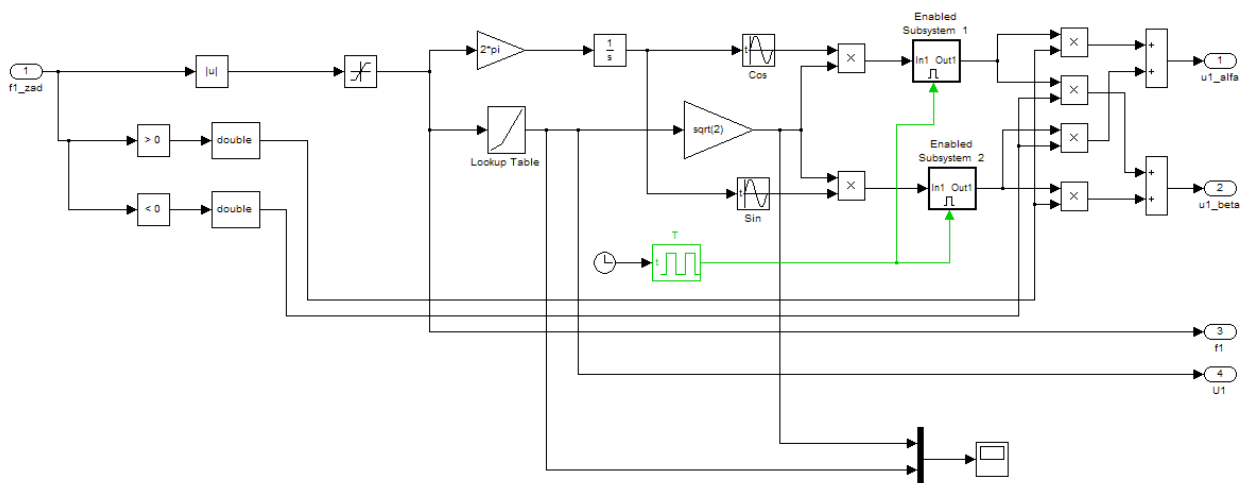 Enabled
Subsystem 1
2*pi
1
s
t
Cos
×
In1 Out1
×
+
+
1
u1_alfa
1
f1_zad
|u|
×
> 0
double
Lookup Table
sqrt(2)
Enabled
Subsystem 2
×
< 0
double
t
Sin
×
In1 Out1
×
+
+
2
u1_beta
T
t
3
f1
4
U1